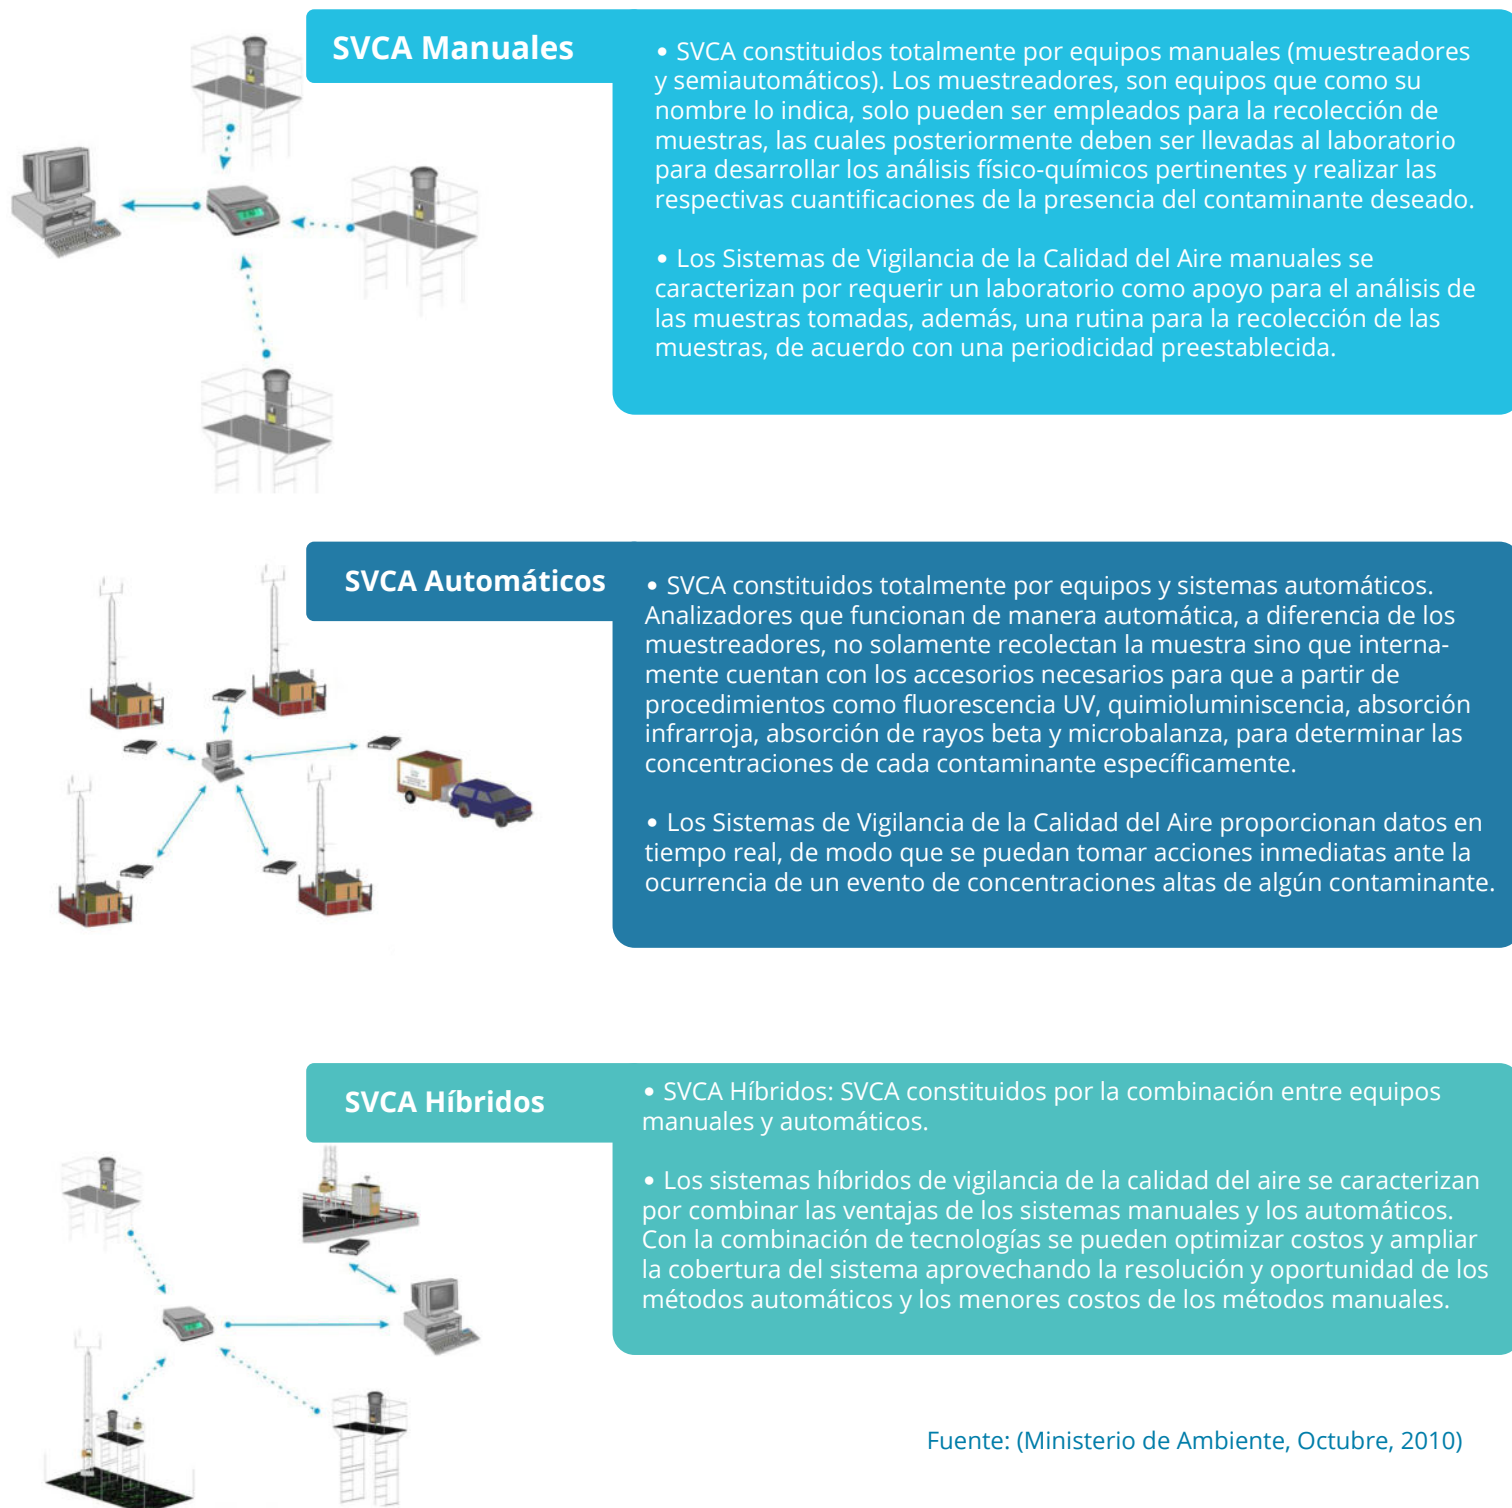 SVCA Manuales
• SVCA constituidos totalmente por equipos manuales (muestreadores
y semiautomáticos). Los muestreadores, son equipos que como su
nombre lo indica, solo pueden ser empleados para la recolección de
muestras, las cuales posteriormente deben ser llevadas al laboratorio
para desarrollar los análisis físico-químicos pertinentes y realizar las
respectivas cuantificaciones de la presencia del contaminante deseado.
• Los Sistemas de Vigilancia de la Calidad del Aire manuales se
caracterizan por requerir un laboratorio como apoyo para el análisis de
las muestras tomadas, además, una rutina para la recolección de las
muestras, de acuerdo con una periodicidad preestablecida.
SVCA Automáticos
• SVCA constituidos totalmente por equipos y sistemas automáticos.
Analizadores que funcionan de manera automática, a diferencia de los
muestreadores, no solamente recolectan la muestra sino que interna-
mente cuentan con los accesorios necesarios para que a partir de
procedimientos como fluorescencia UV, quimioluminiscencia, absorción
infrarroja, absorción de rayos beta y microbalanza, para determinar las
concentraciones de cada contaminante específicamente.
• Los Sistemas de Vigilancia de la Calidad del Aire proporcionan datos en
tiempo real, de modo que se puedan tomar acciones inmediatas ante la
ocurrencia de un evento de concentraciones altas de algún contaminante.
SVCA Híbridos
• SVCA Híbridos: SVCA constituidos por la combinación entre equipos
manuales y automáticos.
• Los sistemas híbridos de vigilancia de la calidad del aire se caracterizan
por combinar las ventajas de los sistemas manuales y los automáticos.
Con la combinación de tecnologías se pueden optimizar costos y ampliar
la cobertura del sistema aprovechando la resolución y oportunidad de los
métodos automáticos y los menores costos de los métodos manuales.
Fuente: (Ministerio de Ambiente, Octubre, 2010)